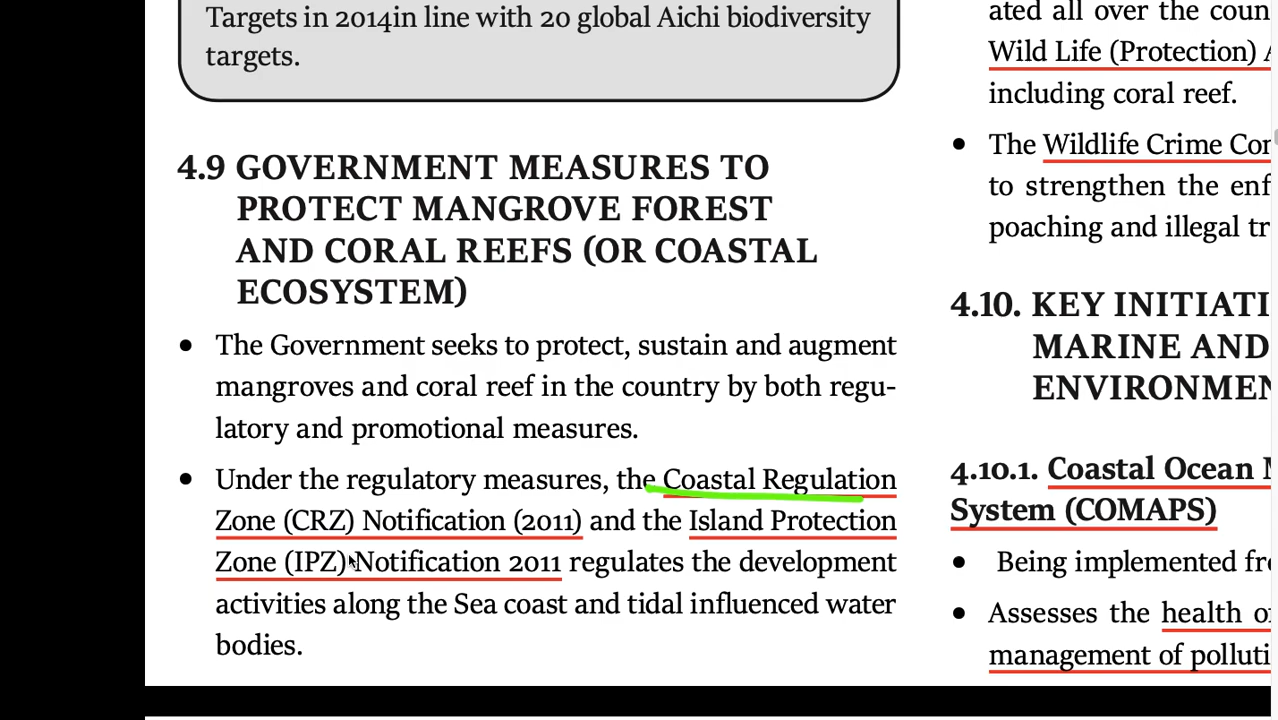 Targets in 2014in line with 20 global Aichi biodiversity
targets.
4.9 GOVERNMENT MEASURES TO
PROTECT MANGROVE FOREST
AND CORAL REEFS (OR COASTAL
ECOSYSTEM)
• The Government seeks to protect, sustain and augment
mangroves and coral reef in the country by both regu-
latory and promotional measures.
• Under the regulatory measures, the Coastal Regulation
Zone (CRZ) Notification (2011) and the Island Protection
Zone (IPZ) Notification 2011 regulates the development
activities along the Sea coast and tidal influenced water
bodies.
ated all over the coun
Wild Life (Protection)
including coral reef.
• The Wildlife Crime Con
to strengthen the enf
poaching and illegal tr
4.10. KEY INITIATI
MARINE AND
ENVIRONMEN
4.10.1. Coastal Ocean
System (COMAPS)
• Being implemented fr
• Assesses the health o
management of polluti